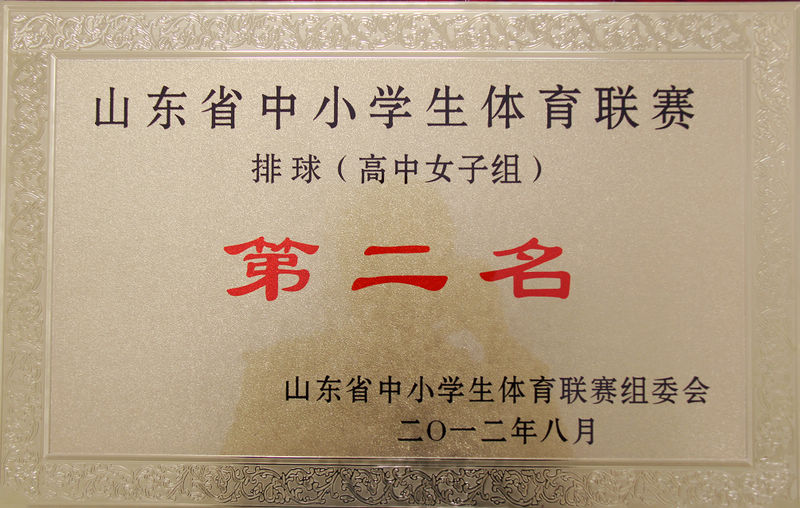 山东省中小学生体育联赛
排球（高中女子组）
第二名
山东省中小学生体育联赛组委会
二〇一二年八月